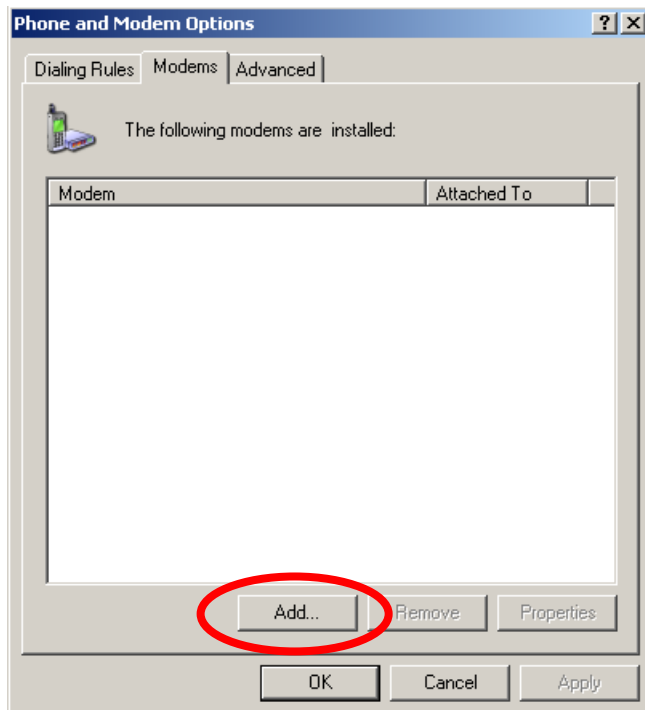 Phone and Modem Options
Dialing Rules Modems Advanced
The following modems are installed:
Modem Attached To
Add... Remove Properties
OK Cancel Apply